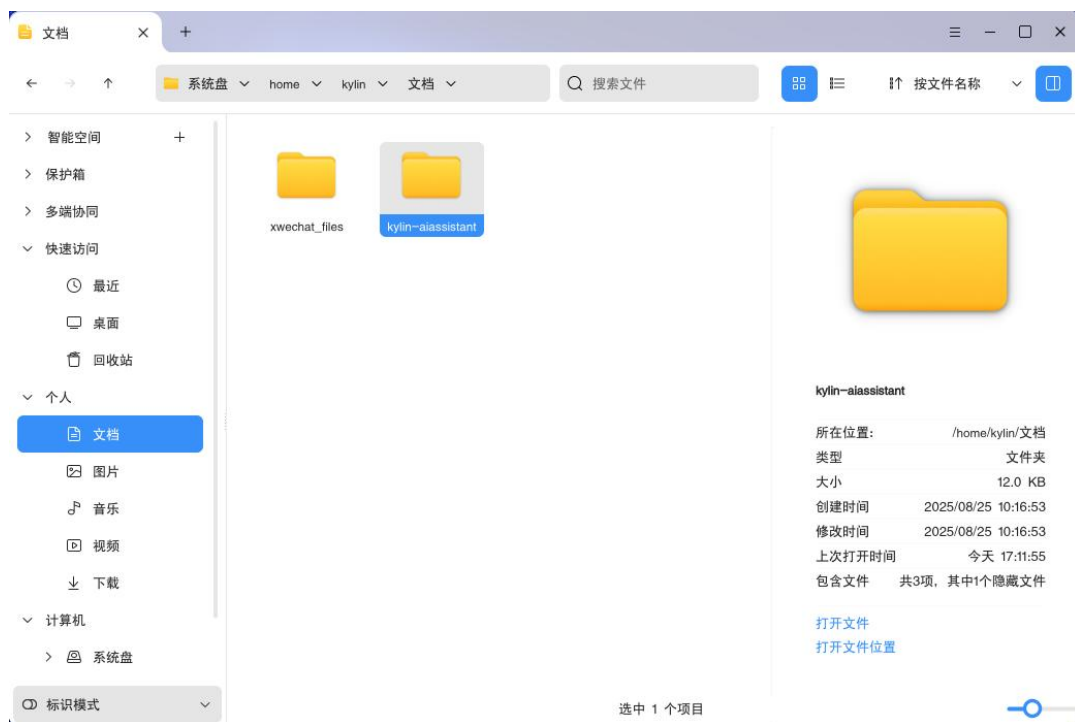 文档
系统盘 home kylin 文档
搜索文件
按文件名称
智能空间
保护箱
多端协同
快速访问
最近
桌面
回收站
个人
文档
图片
音乐
视频
下载
计算机
系统盘
标识模式
xwechat_files
kylin-aiassistant
选中 1 个项目
kylin-aiassistant
所在位置: /home/kylin/文档
类型 文件夹
大小 12.0 KB
创建时间 2025/08/25 10:16:53
修改时间 2025/08/25 10:16:53
上次打开时间 今天 17:11:55
包含文件 共3项，其中1个隐藏文件
打开文件
打开文件位置